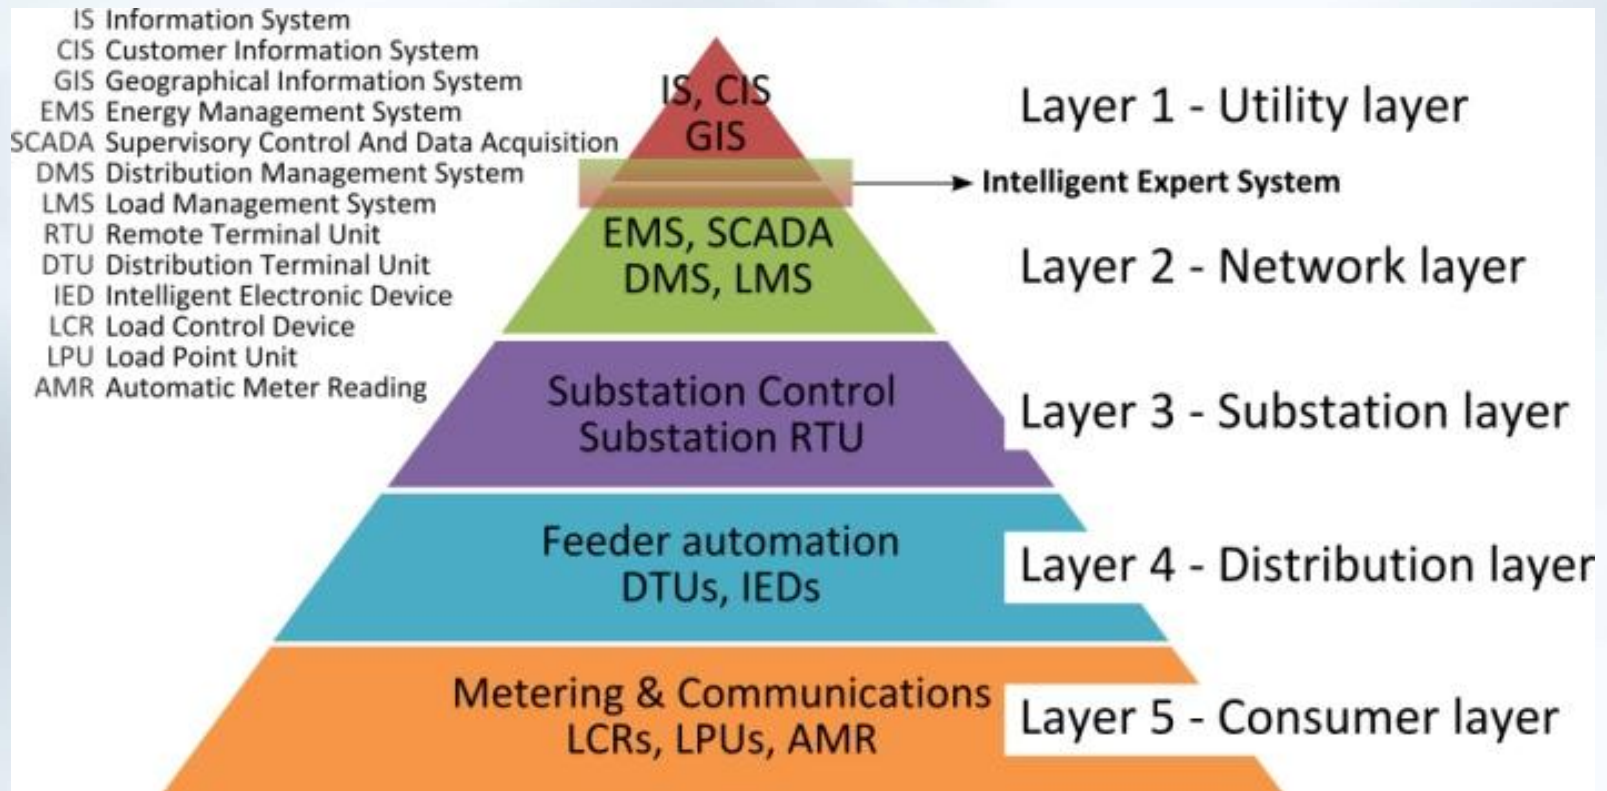 IS Information System
CIS Customer Information System
GIS Geographical Information System
EMS Energy Management System
SCADA Supervisory Control And Data Acquisition
DMS Distribution Management System
LMS Load Management System
RTU Remote Terminal Unit
DTU Distribution Terminal Unit
IED Intelligent Electronic Device
LCR Load Control Device
LPU Load Point Unit
AMR Automatic Meter Reading
IS, CIS
GIS
Layer 1 - Utility layer
Intelligent Expert System
EMS, SCADA
DMS, LMS
Layer 2 - Network layer
Substation Control
Substation RTU
Layer 3 - Substation layer
Feeder automation
DTUs, IEDs
Layer 4 - Distribution layer
Metering & Communications
LCRs, LPUs, AMR
Layer 5 - Consumer layer